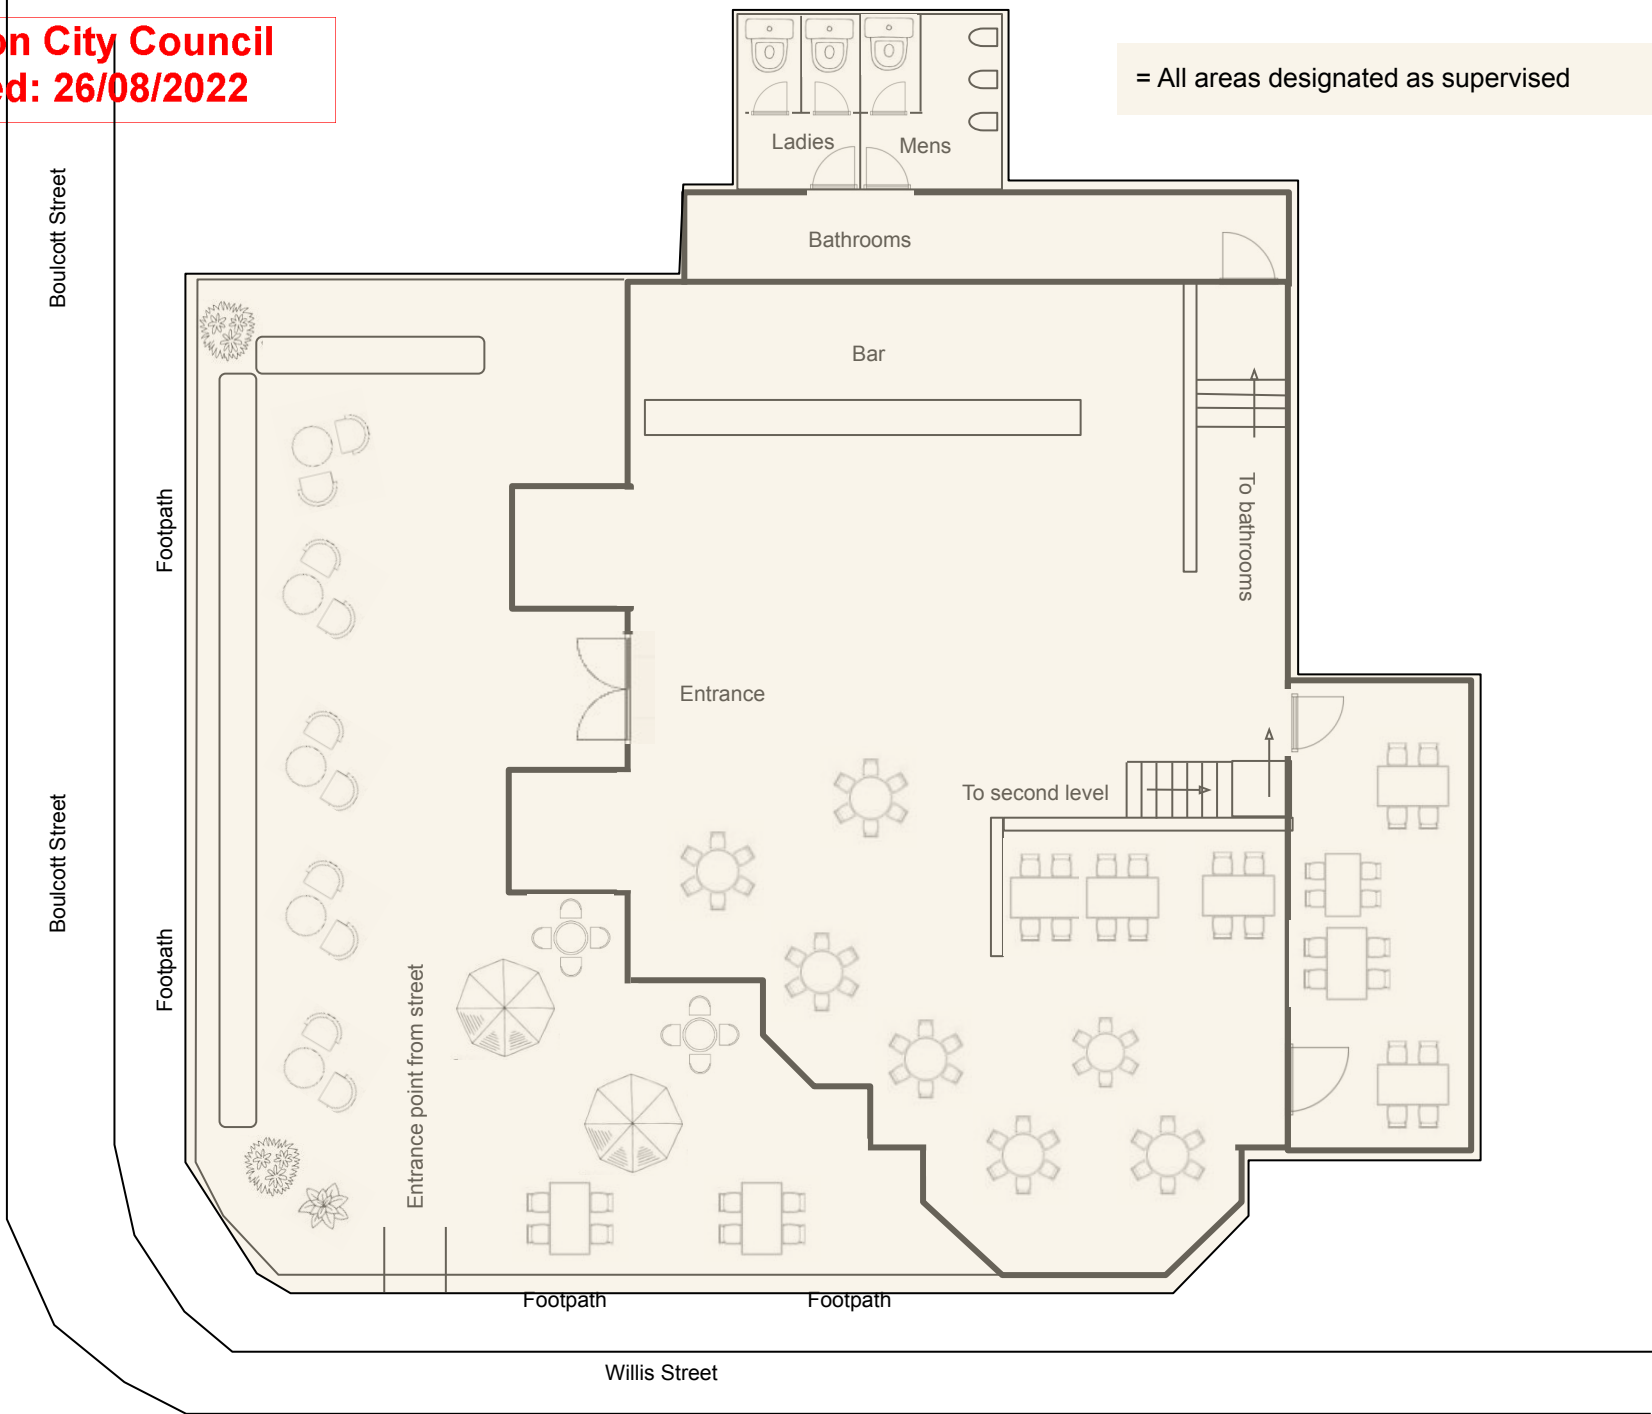 on City Council
ed: 26/08/2022
= All areas designated as supervised
Ladies
Mens
Boulcott Street
Bathrooms
Bar
Footpath
To bathrooms
Entrance
To second level
Boulcott Street
Footpath
Entrance point from street
Footpath
Footpath
Willis Street